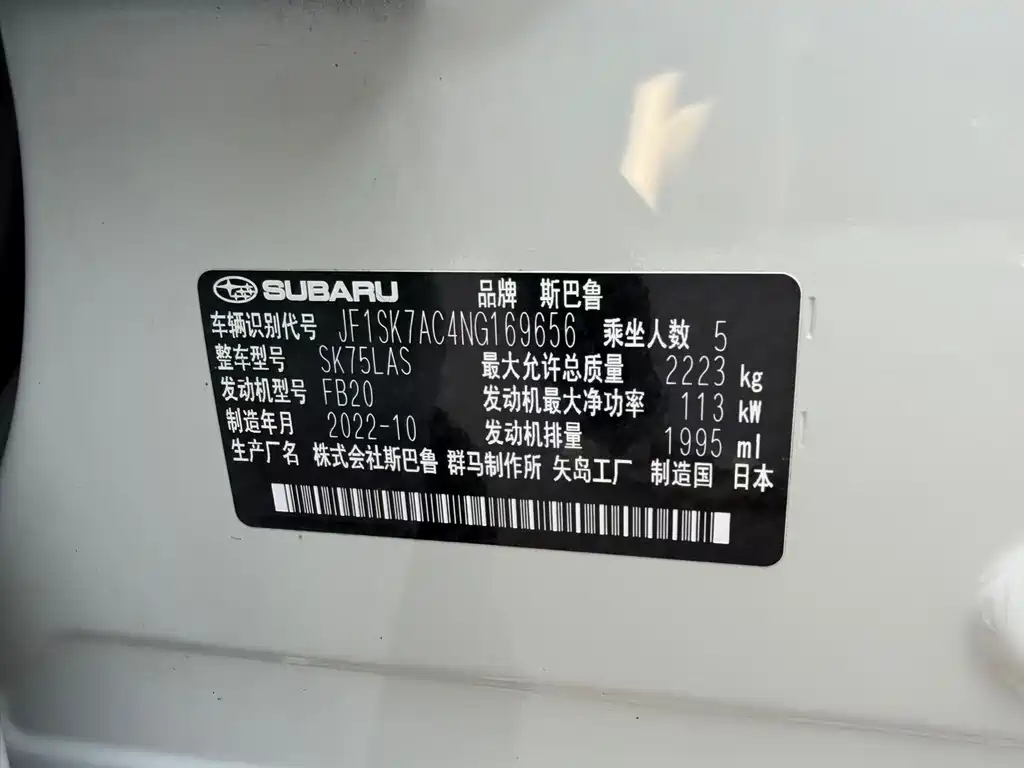 SUBARU 品牌 斯巴鲁
车辆识别代号 JF1SK7AC4NG169656 乘坐人数 5
整车型号 SK75LAS 最大允许总质量 2223 kg
发动机型号 FB20 发动机最大净功率 113 kW
制造年月 2022-10 发动机排量 1995 ml
生产厂名 株式会社斯巴鲁 群马制作所 矢岛工厂 制造国 日本